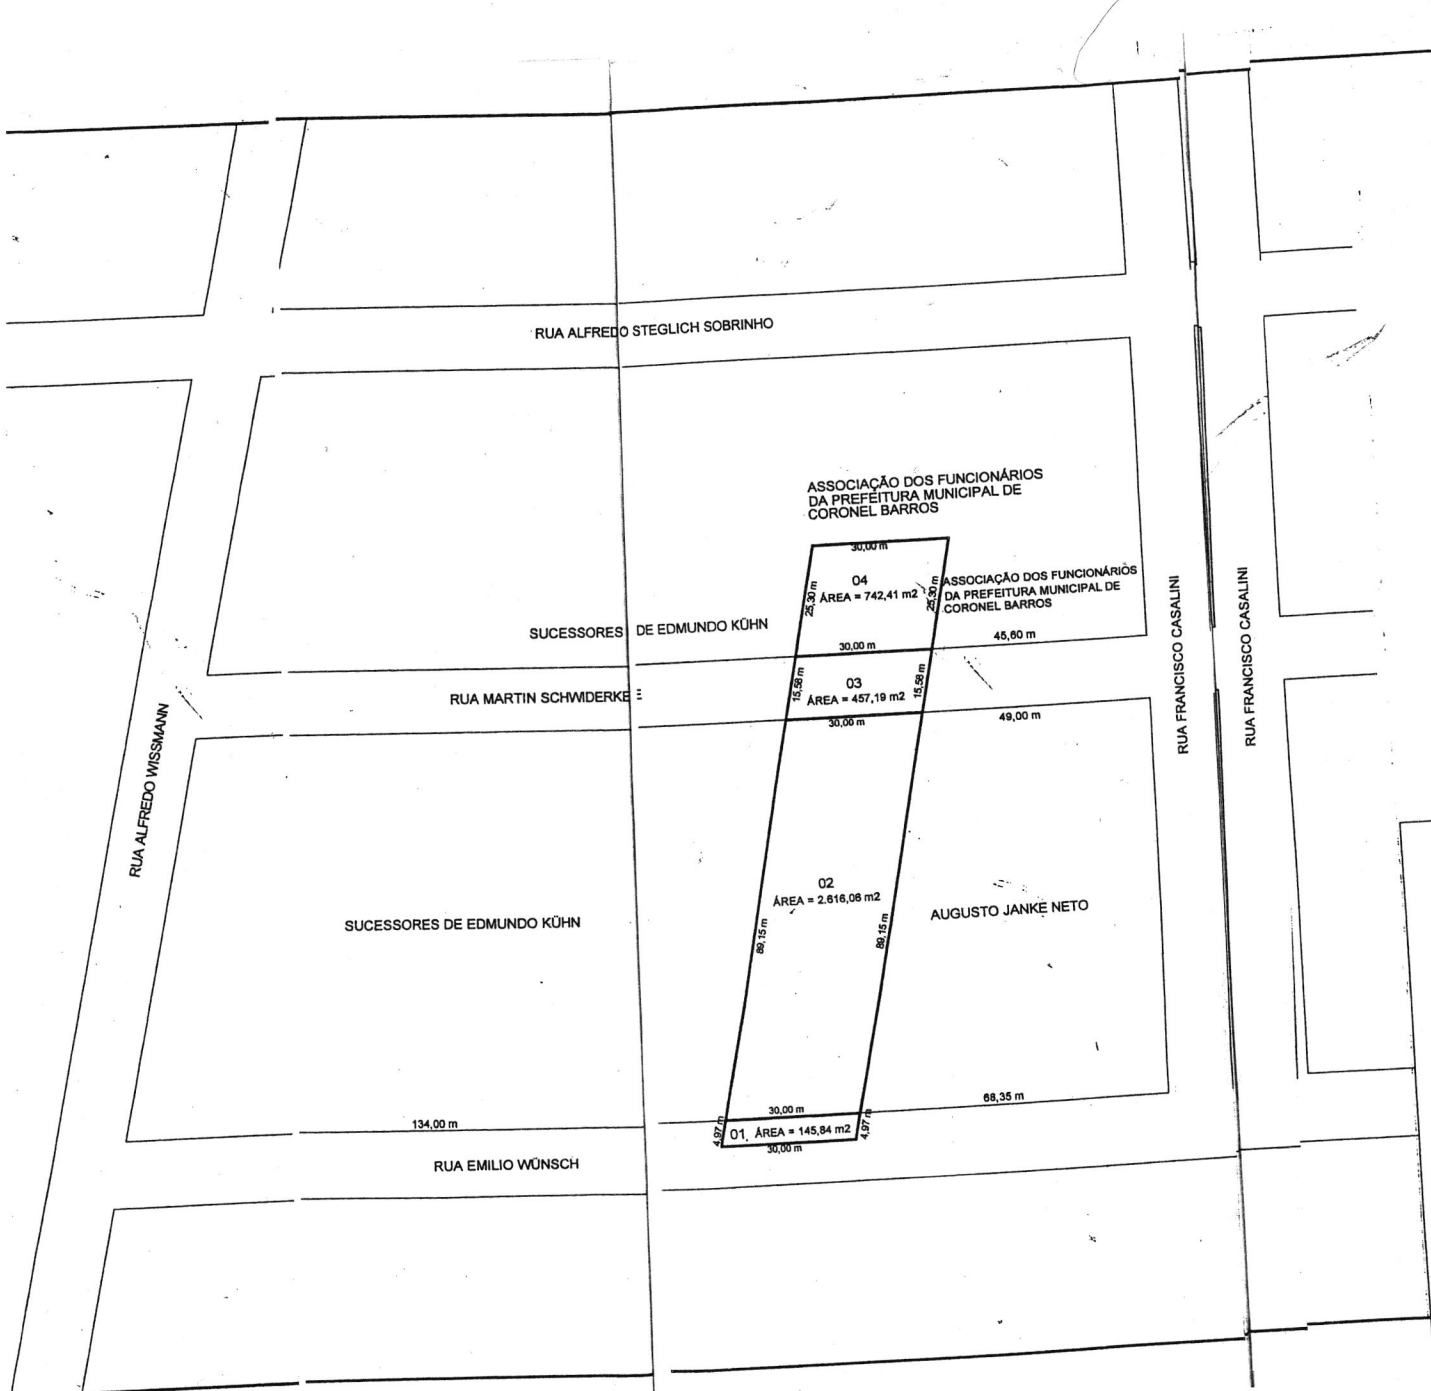 RUA ALFREDO STEGLICH SOBRINHO
ASSOCIAÇÃO DOS FUNCIONÁRIOS
DA PREFEITURA MUNICIPAL DE
CORONEL BARROS
30,00 m
04
ÁREA = 742,41 m2
25,30 m
25,30 m
ASSOCIAÇÃO DOS FUNCIONÁRIOS
DA PREFEITURA MUNICIPAL DE
CORONEL BARROS
SUCESSORES DE EDMUNDO KÜHN
30,00 m
45,60 m
RUA MARTIN SCHWIDERKE
15,58 m
03
ÁREA = 457,19 m2
15,58 m
30,00 m
49,00 m
RUA FRANCISCO CASALINI
RUA FRANCISCO CASALINI
RUA ALFREDO WISSMANN
02
ÁREA = 2.616,06 m2
89,15 m
89,15 m
SUCESSORES DE EDMUNDO KÜHN
AUGUSTO JANKE NETO
134,00 m
30,00 m
68,35 m
4,97 m
01. ÁREA = 145,84 m2
4,97 m
30,00 m
RUA EMILIO WÜNSCH